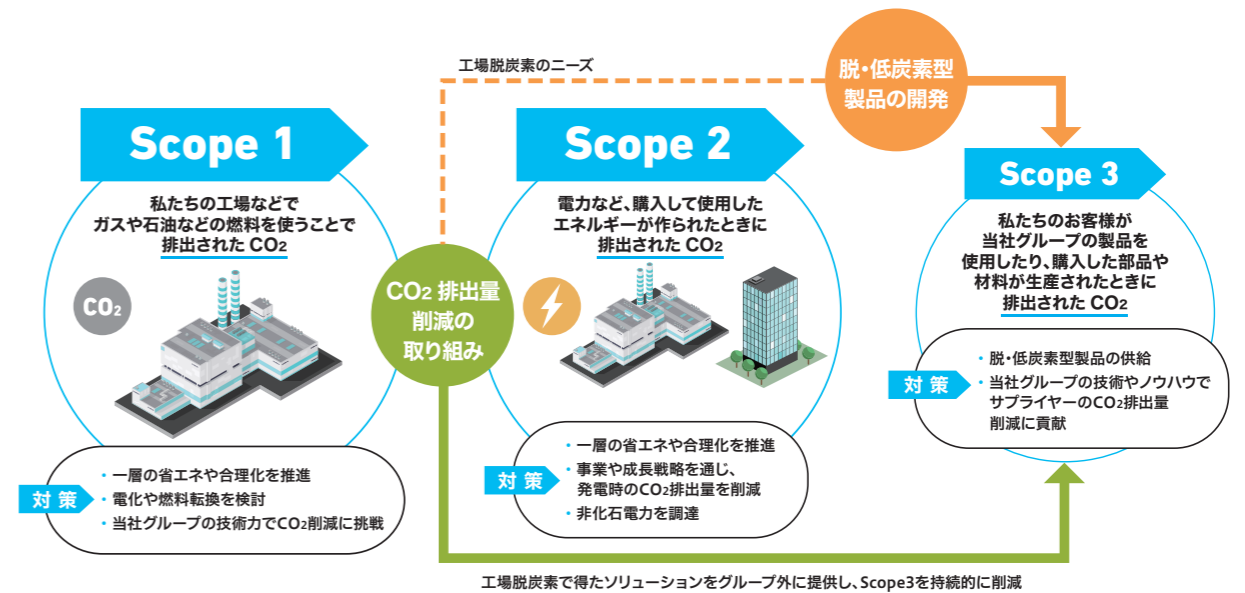 工場脱炭素のニーズ
脱・低炭素型
製品の開発
Scope 1
私たちの工場などで
ガスや石油などの燃料を使うことで
排出された CO2
CO2
対策
・一層の省エネや合理化を推進
・電化や燃料転換を検討
・当社グループの技術力でCO2削減に挑戦
CO2 排出量
削減の
取り組み
Scope 2
電力など、購入して使用した
エネルギーが作られたときに
排出された CO2
対策
・一層の省エネや合理化を推進
・事業や成長戦略を通じ、
発電時のCO2排出量を削減
・非化石電力を調達
Scope 3
私たちのお客様が
当社グループの製品を
使用したり、購入した部品や
材料が生産されたときに
排出された CO2
対策
・脱・低炭素型製品の供給
・当社グループの技術やノウハウで
サプライヤーのCO2排出量
削減に貢献
工場脱炭素で得たソリューションをグループ外に提供し、Scope3を持続的に削減